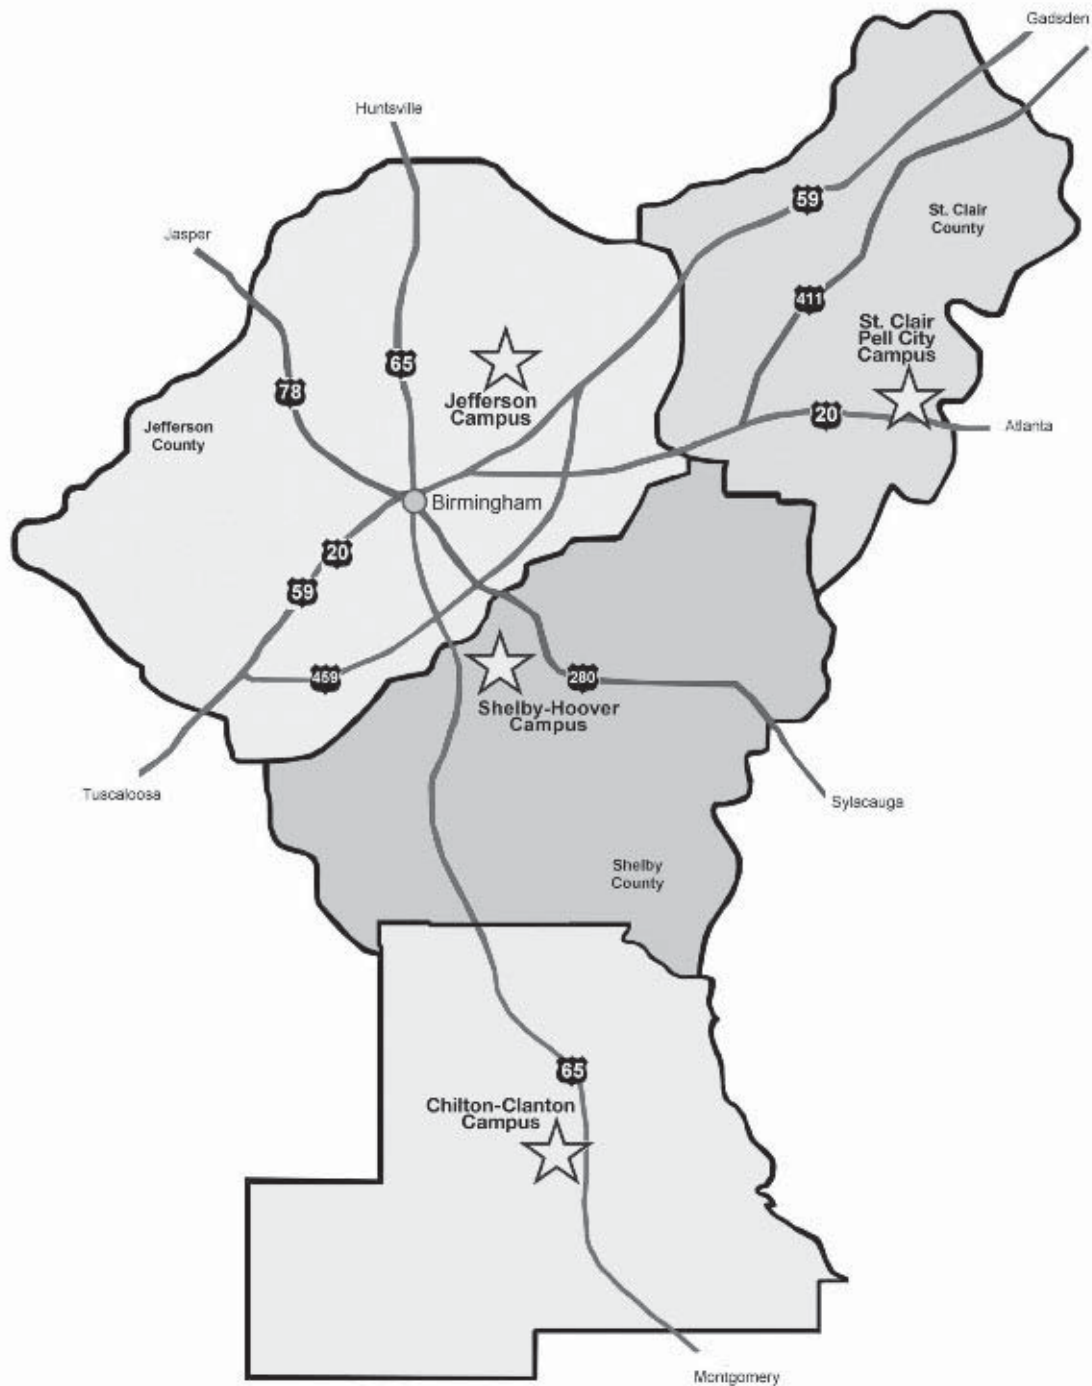 Gadsden
Huntsville
59
St. Clair
County
Jasper
411
St. Clair
Pell City
Campus
65
78
Jefferson
Campus
20
Jefferson
County
Atlanta
Birmingham
20
59
459
280
Shelby-Hoover
Campus
Tuscaloosa
Sylacauga
Shelby
County
65
Chilton-Clanton
Campus
Montgomery